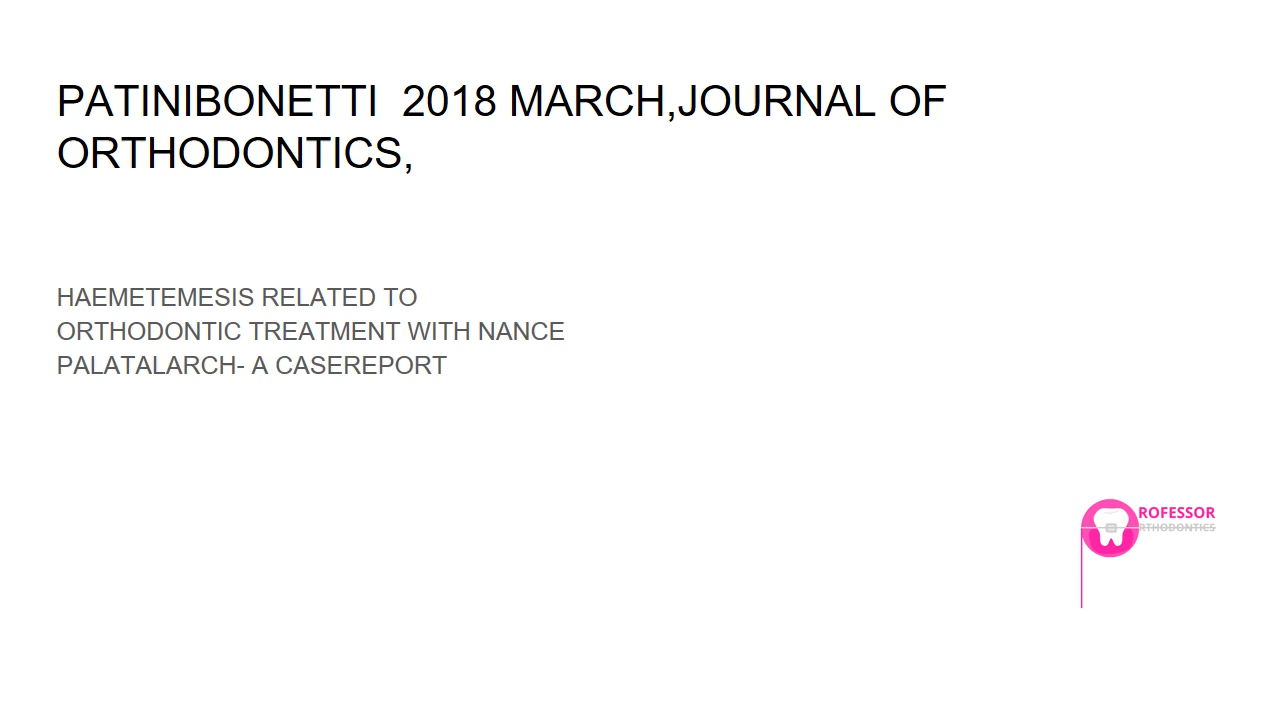 PATINIBONETTI  2018 MARCH,JOURNAL OF
ORTHODONTICS,
HAEMETEMESIS RELATED TO
ORTHODONTIC TREATMENT WITH NANCE
PALATALARCH- A CASEREPORT
ROFESSOR
RTHODONTICS